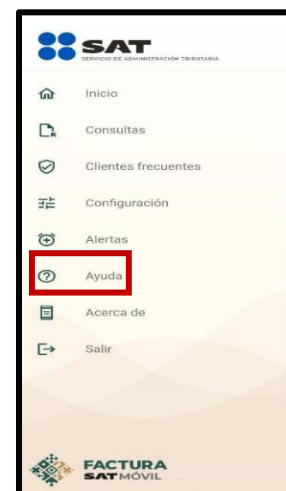 SAT
SERVICIO DE ADMINISTRACIÓN TRIBUTARIA
Inicio
Consultas
Clientes frecuentes
Configuración
Alertas
Ayuda
Acerca de
Salir
FACTURA
SAT MÓVIL